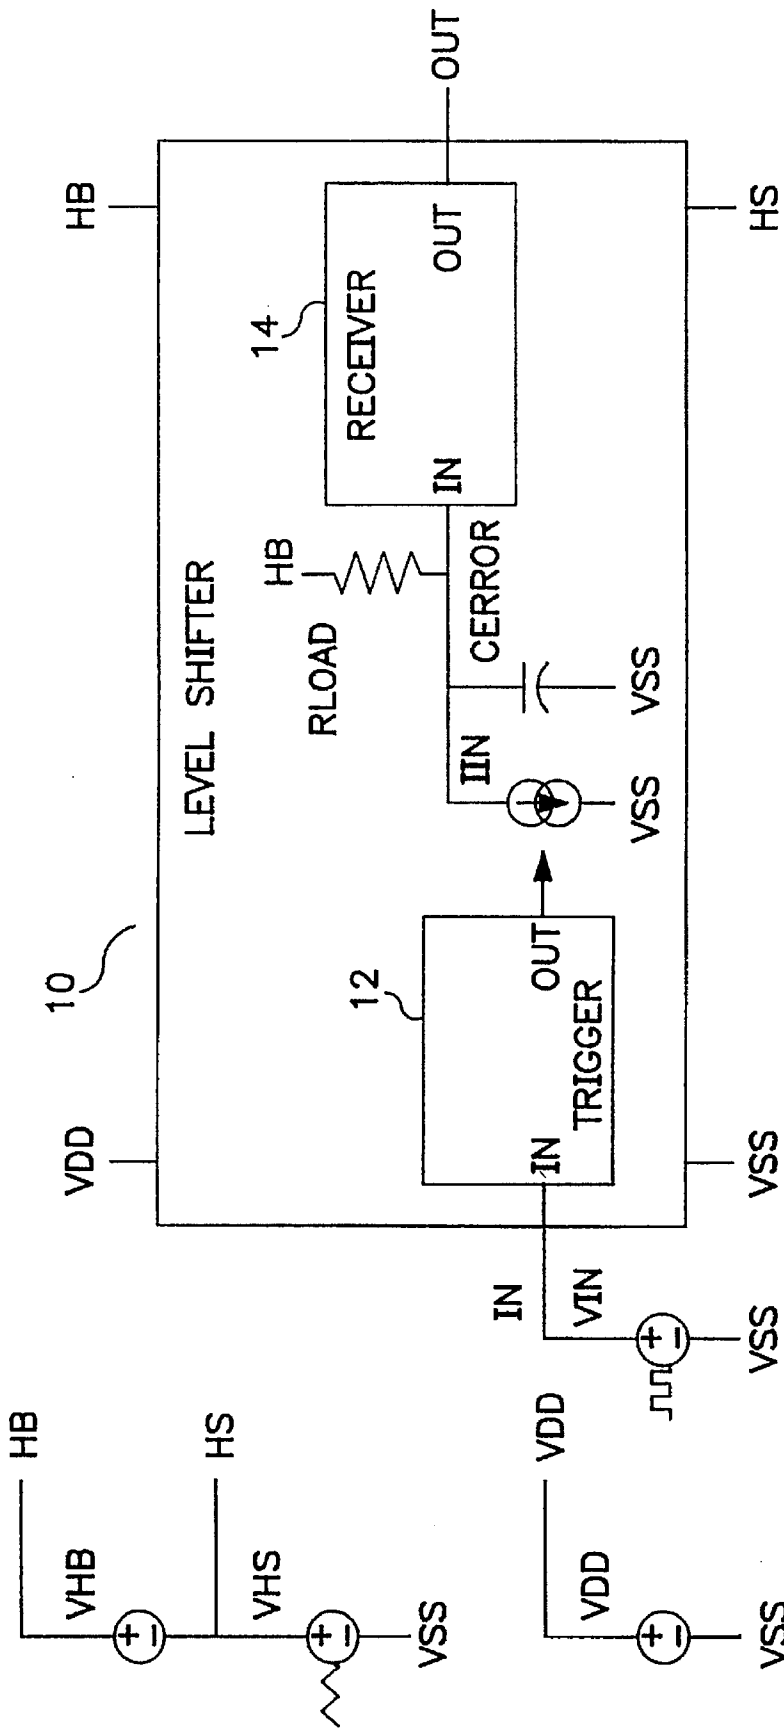 HB
VHB
HS
VHS
VSS
VDD
VDD
VSS
10
VDD
HB
LEVEL SHIFTER
IN
VIN
VSS
12
IN
OUT
TRIGGER
IIN
VSS
CERROR
VSS
RLOAD
HB
14
RECEIVER
IN
OUT
OUT
VSS
HS